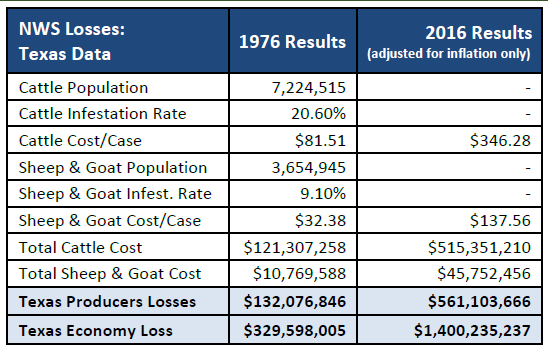 NWS Losses:
Texas Data 1976 Results 2016 Results
(adjusted for inflation only)
Cattle Population 7,224,515 -
Cattle Infestation Rate 20.60% -
Cattle Cost/Case $81.51 $346.28
Sheep & Goat Population 3,654,945 -
Sheep & Goat Infest. Rate 9.10% -
Sheep & Goat Cost/Case $32.38 $137.56
Total Cattle Cost $121,307,258 $515,351,210
Total Sheep & Goat Cost $10,769,588 $45,752,456
Texas Producers Losses $132,076,846 $561,103,666
Texas Economy Loss $329,598,005 $1,400,235,237